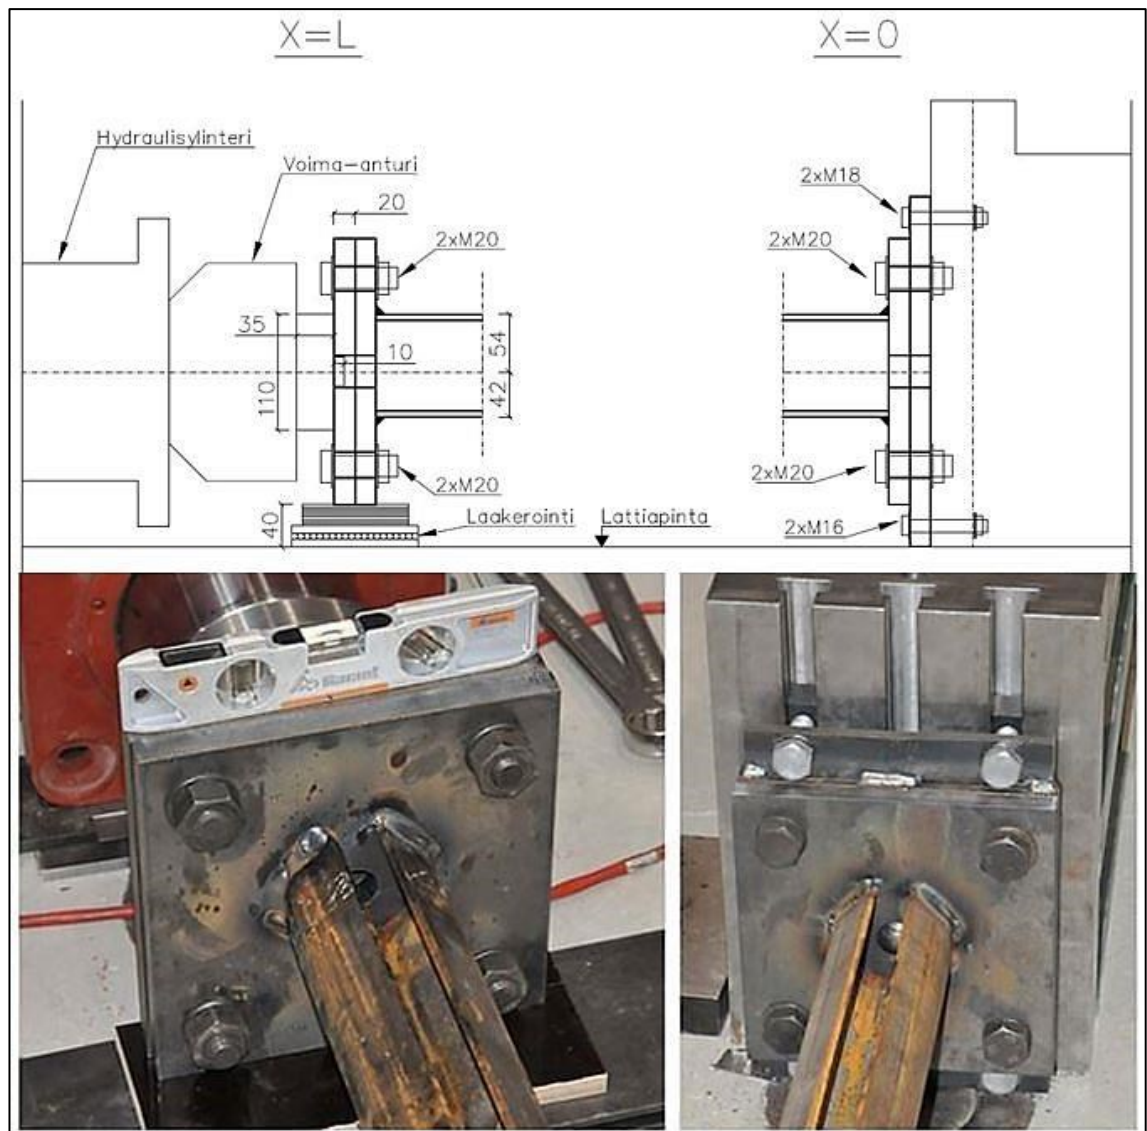 X=L
X=0
Hydraulisylinteri
Voima-anturi
20
2xM20
2xM18
2xM20
35
10
110
54
42
2xM20
2xM20
40
Laakerointi
Lattiapinta
2xM16